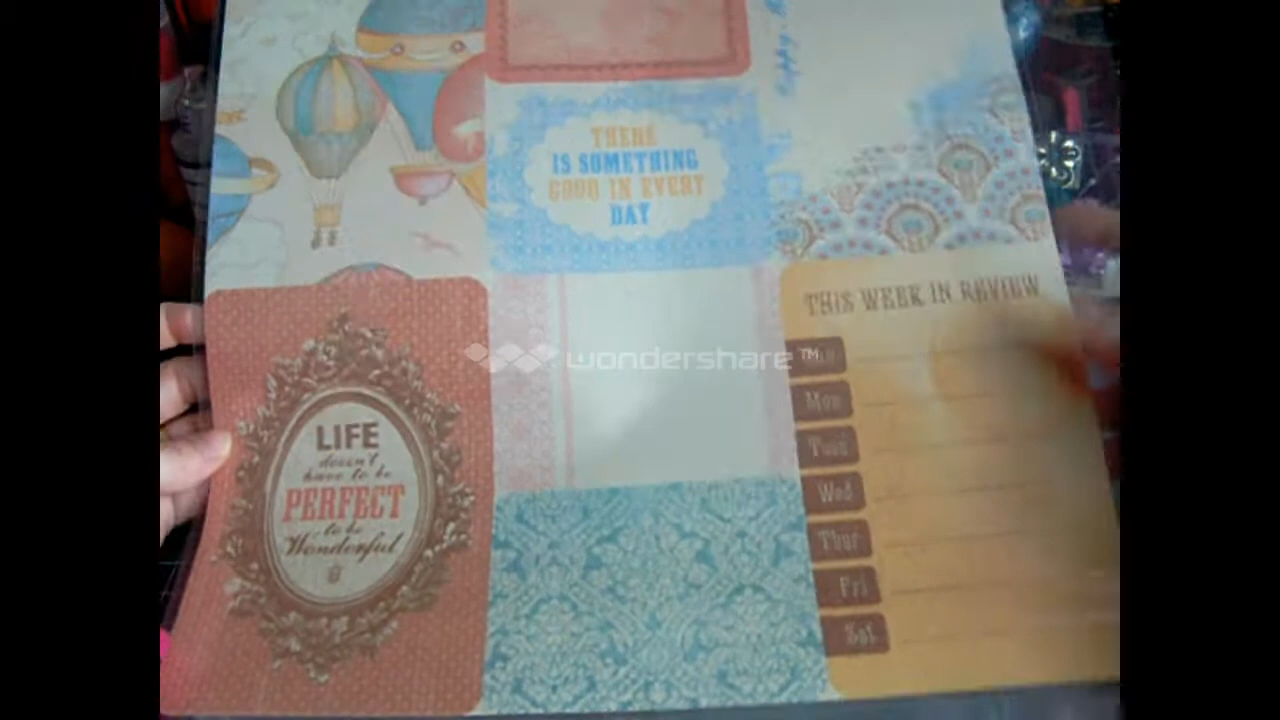 THERE
IS SOMETHING
GOOD IN EVERY
DAY
THIS WEEK IN REVIEW
Mon
Tues
Wed
Thur
Fri
Sat
LIFE
doesn't
have to be
PERFECT
to be
Wonderful
wondershare™